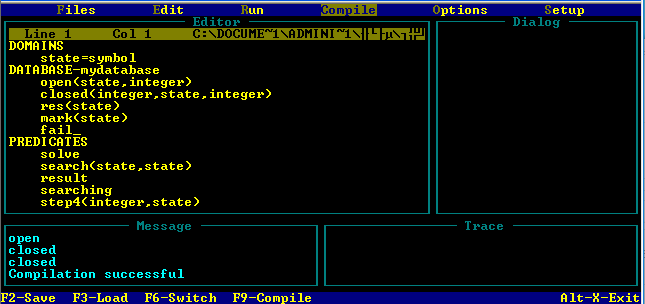 Files Edit Run Compile Options Setup
Editor
Line 1 Col 1 C:\DOCUME~1\ADMINI~1\
DOMAINS
state=symbol
DATABASE-mydatabase
open(state,integer)
closed(integer,state,integer)
res(state)
mark(state)
fail_
PREDICATES
solve
search(state,state)
result
searching
step4(integer,state)
Dialog
Message
open
closed
closed
Compilation successful
Trace
F2-Save F3-Load F6-Switch F9-Compile Alt-X-Exit